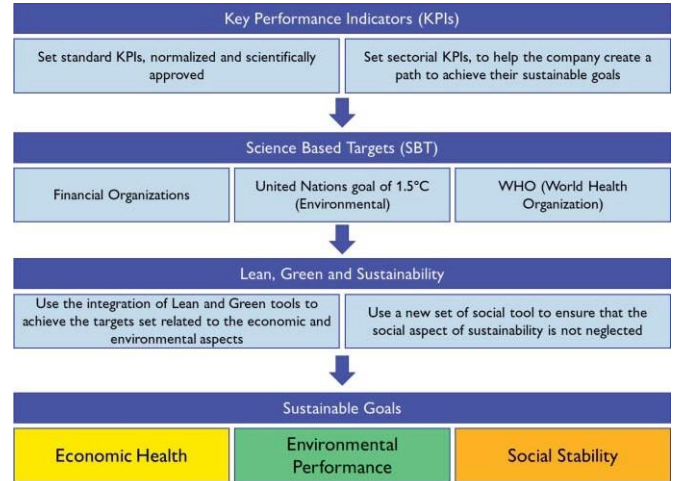 Key Performance Indicators (KPIs)
Set standard KPIs, normalized and scientifically
approved
Set sectorial KPIs, to help the company create a
path to achieve their sustainable goals
Science Based Targets (SBT)
Financial Organizations
United Nations goal of 1.5°C
(Environmental)
WHO (World Health
Organization)
Lean, Green and Sustainability
Use the integration of Lean and Green tools to
achieve the targets set related to the economic and
environmental aspects
Use a new set of social tool to ensure that the
social aspect of sustainability is not neglected
Sustainable Goals
Economic Health
Environmental
Performance
Social Stability